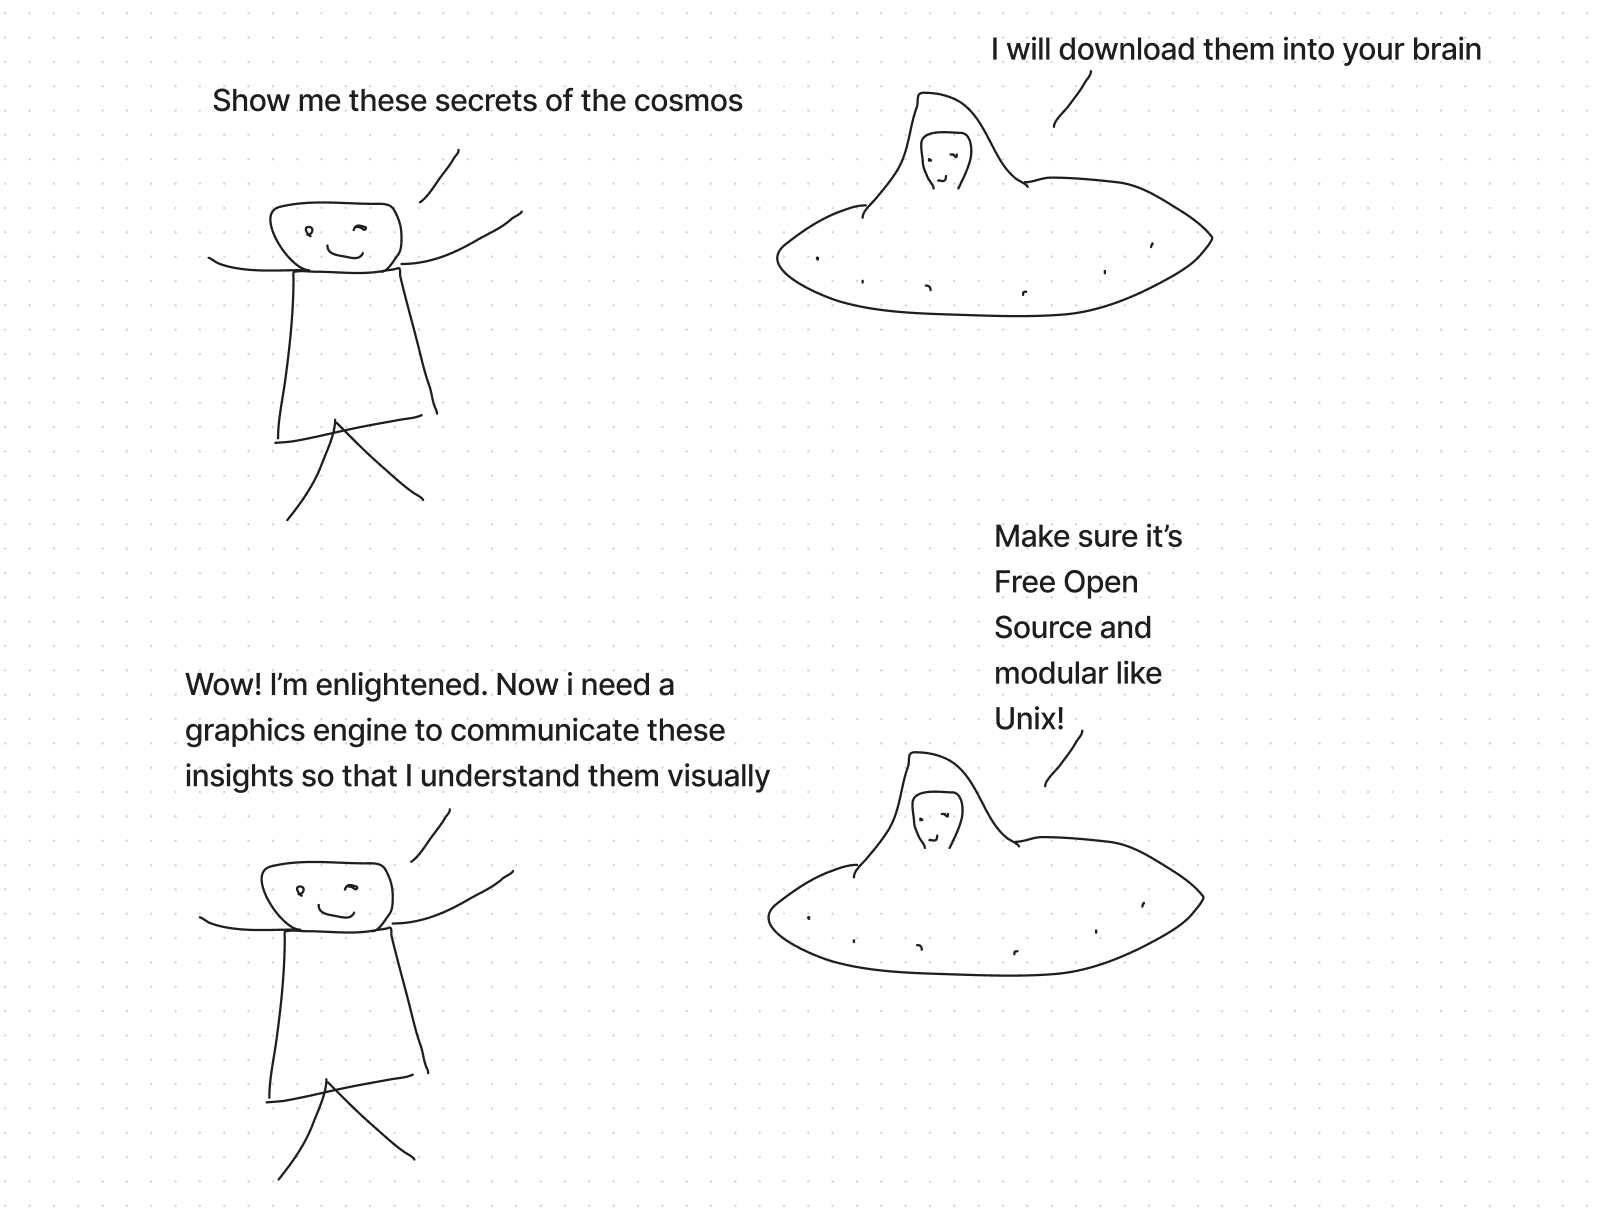 I will download them into your brain
Show me these secrets of the cosmos
Make sure it’s
Free Open
Source and
modular like
Unix!
Wow! I’m enlightened. Now i need a
graphics engine to communicate these
insights so that I understand them visually